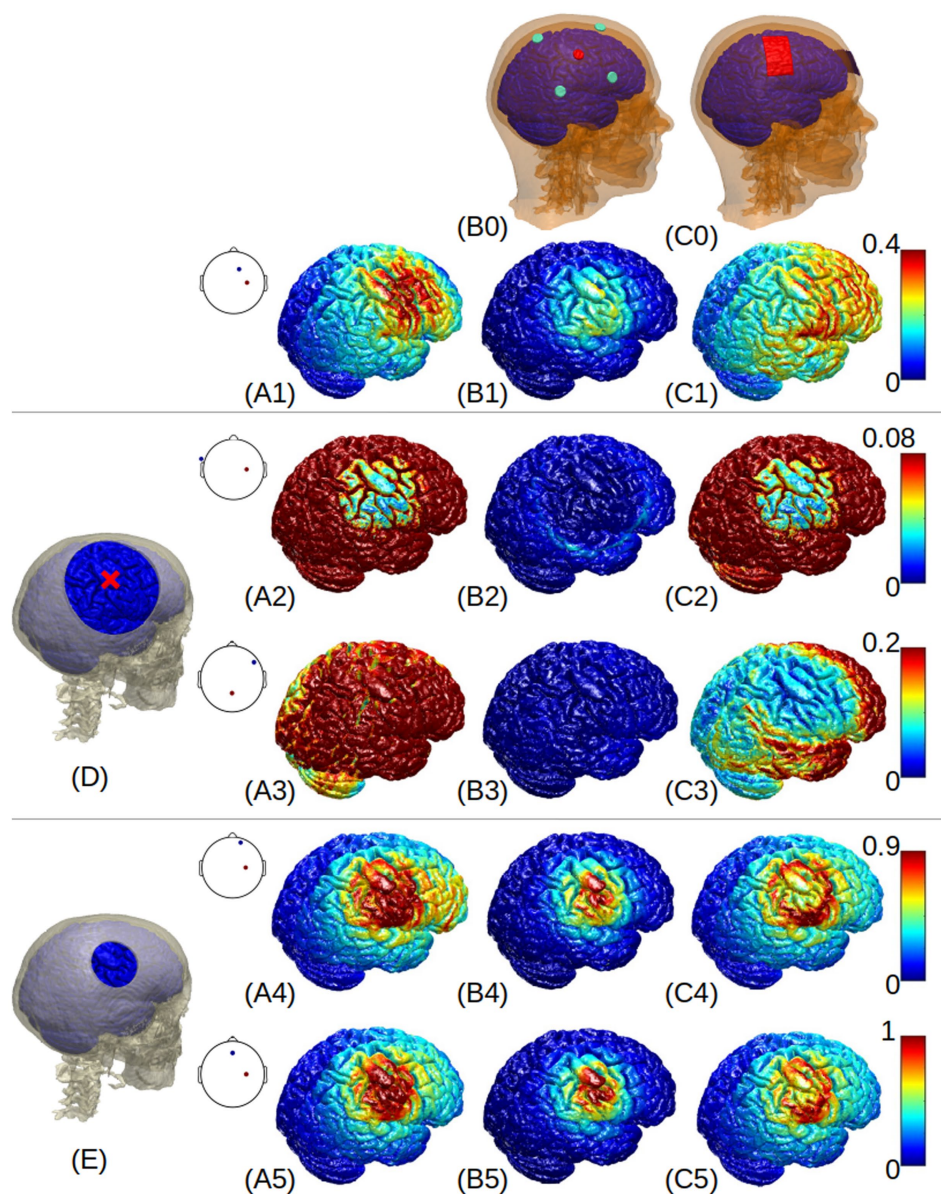 (B0)
(C0)
0.4
0
(A1)
(B1)
(C1)
0.08
0
(A2)
(B2)
(C2)
(D)
0.2
0
(A3)
(B3)
(C3)
0.9
0
(A4)
(B4)
(C4)
(E)
1
0
(A5)
(B5)
(C5)